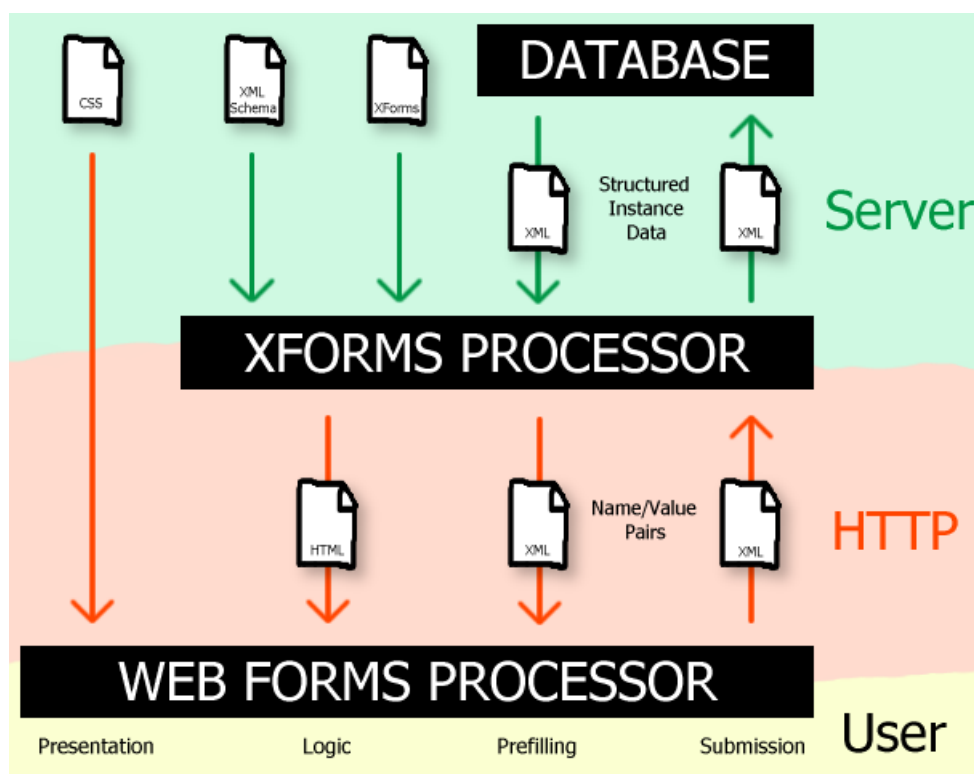 DATABASE
CSS
XML
Schema
XForms
XML
Structured
Instance
Data
XML
Server
XFORMS PROCESSOR
HTML
XML
Name/Value
Pairs
XML
HTTP
WEB FORMS PROCESSOR
Presentation
Logic
Prefilling
Submission
User